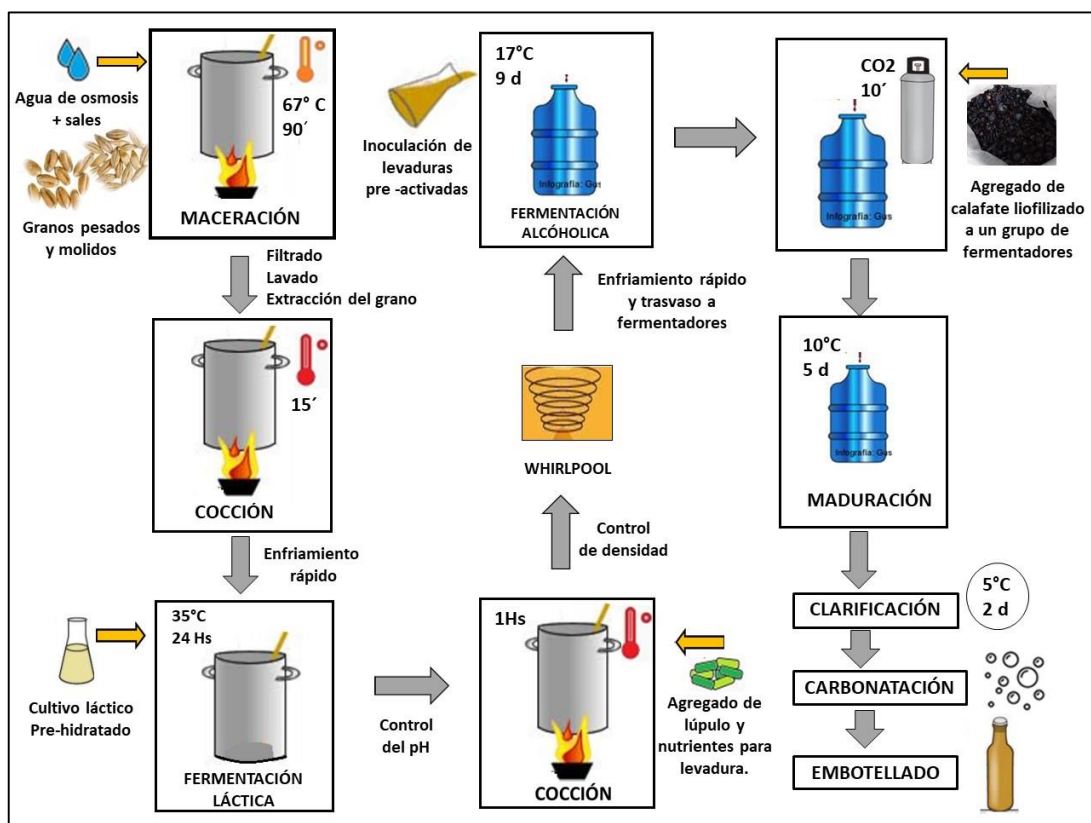 Agua de osmosis
+ sales
Granos pesados
y molidos
67° C
90´
MACERACIÓN
Filtrado
Lavado
Extracción del grano
15´
COCCIÓN
Enfriamiento
rápido
Cultivo láctico
Pre-hidratado
35°C
24 Hs
FERMENTACIÓN
LÁCTICA
Control
del pH
1Hs
COCCIÓN
Agregado de
lúpulo y
nutrientes para
levadura.
Control
de densidad
WHIRLPOOL
Enfriamiento rápido
y trasvaso a
fermentadores
Inoculación de
levaduras
pre -activadas
17°C
9 d
Infografía: Gus
FERMENTACIÓN
ALCÓHOLICA
CO2
10´
Infografía: Gus
Agregado de
calafate liofilizado
a un grupo de
fermentadores
10°C
5 d
Infografía: Gus
MADURACIÓN
CLARIFICACIÓN
5°C
2 d
CARBONATACIÓN
EMBOTELLADO